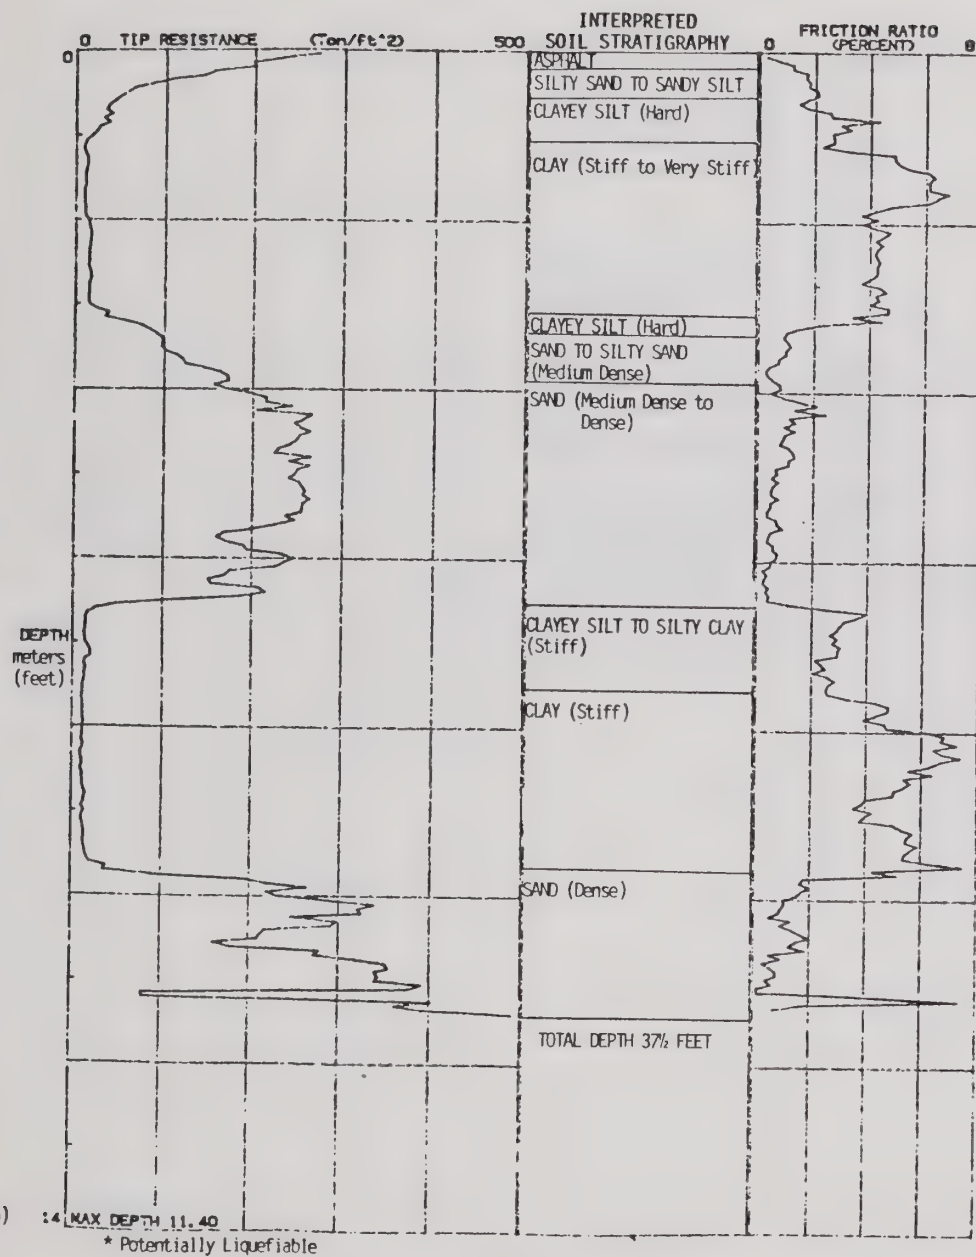 INTERPRETED
0 TIP RESISTANCE (Ton/ft^2) 500 SOIL STRATIGRAPHY
FRICTION RATIO
0 (PERCENT) 8
0
ASPHALT
SILTY SAND TO SANDY SILT
CLAYEY SILT (Hard)
CLAY (Stiff to Very Stiff)
CLAYEY SILT (Hard)
SAND TO SILTY SAND
(Medium Dense)
SAND (Medium Dense to
Dense)
DEPTH
meters
(feet)
CLAYEY SILT TO SILTY CLAY
(Stiff)
CLAY (Stiff)
SAND (Dense)
TOTAL DEPTH 37½ FEET
MAX DEPTH 11.40
* Potentially Liquefiable